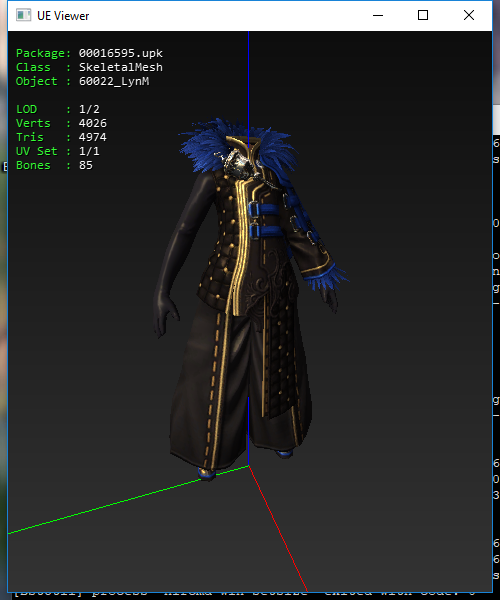 UE Viewer
Package: 00016595.upk
Class  : SkeletalMesh
Object : 60022_LynM
LOD    : 1/2
Verts  : 4026
Tris   : 4974
UV Set : 1/1
Bones  : 85